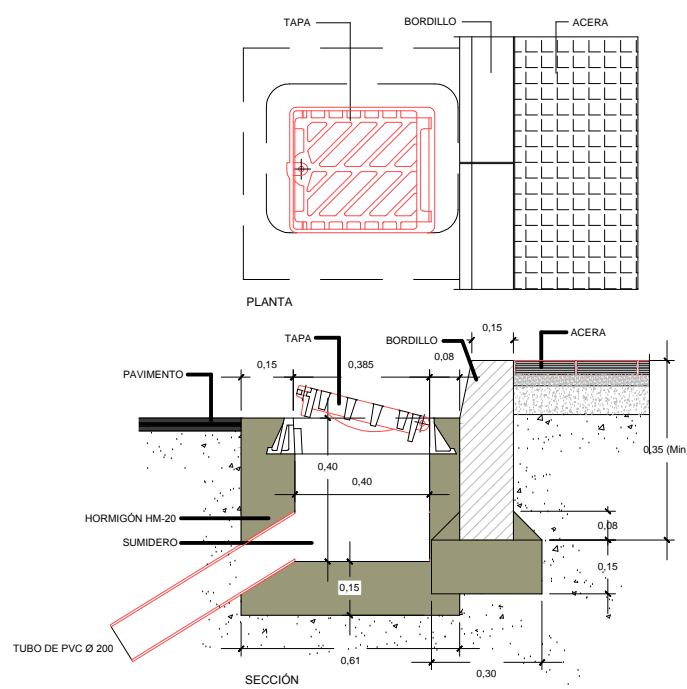 TAPA
BORDILLO
ACERA
PLANTA
TAPA
BORDILLO
0,15
ACERA
0,15
0,385
0,08
PAVIMENTO
0,35 (Min)
0,40
0,40
HORMIGÓN HM-20
0,08
SUMIDERO
0,15
0,15
TUBO DE PVC Ø 200
0,61
0,30
SECCIÓN